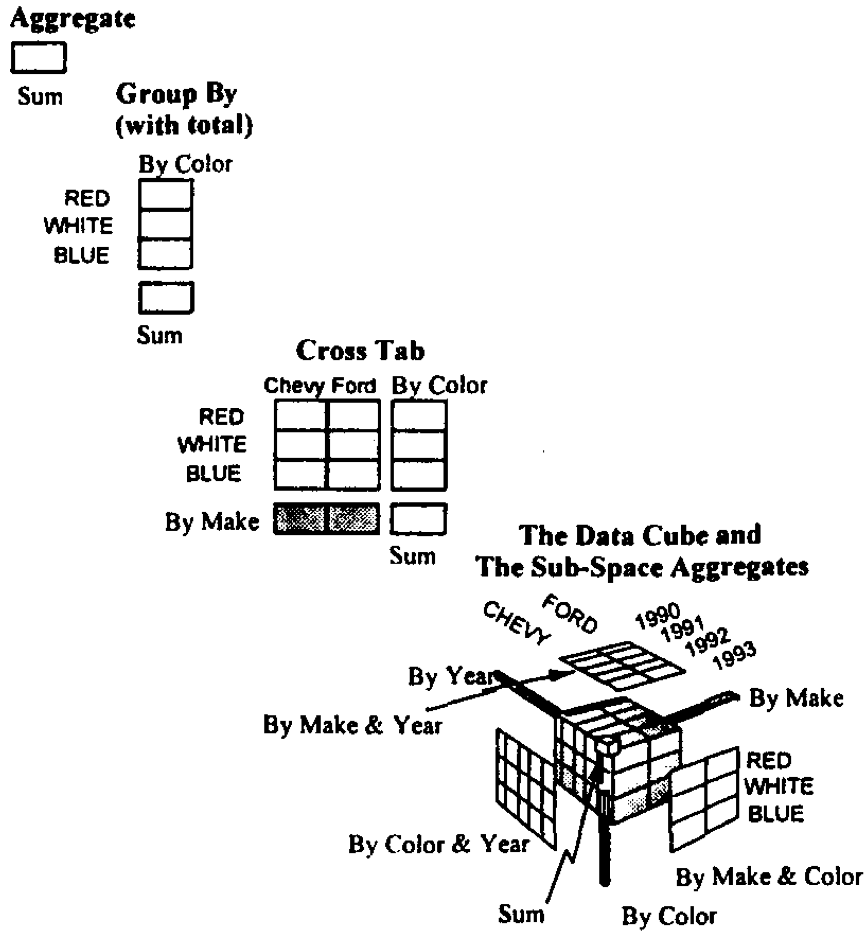 Aggregate
Sum
Group By
(with total)
By Color
RED
WHITE
BLUE
Sum
Cross Tab
Chevy Ford By Color
RED
WHITE
BLUE
By Make
Sum
The Data Cube and
The Sub-Space Aggregates
CHEVY
FORD
1990
1991
1992
1993
By Year
By Make
By Make & Year
RED
WHITE
BLUE
By Color & Year
By Make & Color
Sum
By Color